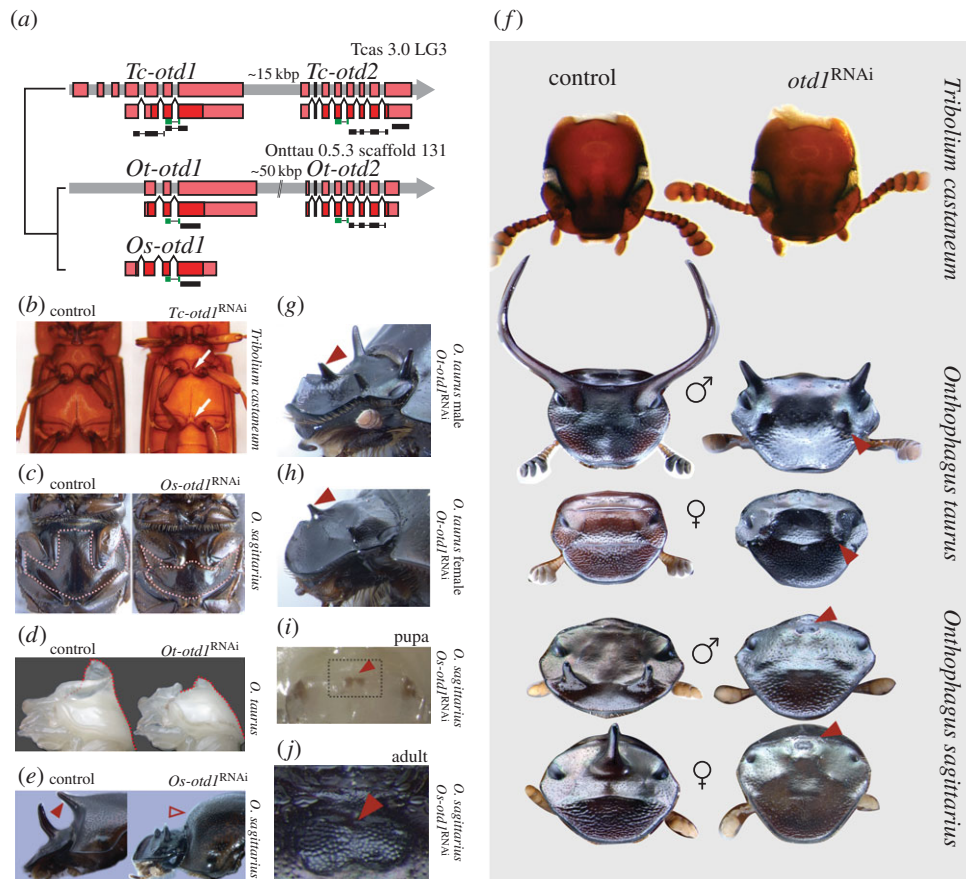 (a)
Tcas 3.0 LG3
Tc-otd1
~15 kbp
Tc-otd2
Onttau 0.5.3 scaffold 131
Ot-otd1
~50 kbp
Ot-otd2
Os-otd1
(b)
control
Tc-otd1RNAi
Tribolium castaneum
(c)
control
Os-otd1RNAi
O. sagittarius
(d)
control
Ot-otd1RNAi
O. taurus
(e)
control
Os-otd1RNAi
O. sagittarius
(g)
O. taurus male
Ot-otd1RNAi
(h)
O. taurus female
Ot-otd1RNAi
(i)
pupa
O. sagittarius
Os-otd1RNAi
(j)
adult
O. sagittarius
Os-otd1RNAi
(f)
control
otd1RNAi
Tribolium castaneum
♂
Onthophagus taurus
♀
♂
Onthophagus sagittarius
♀